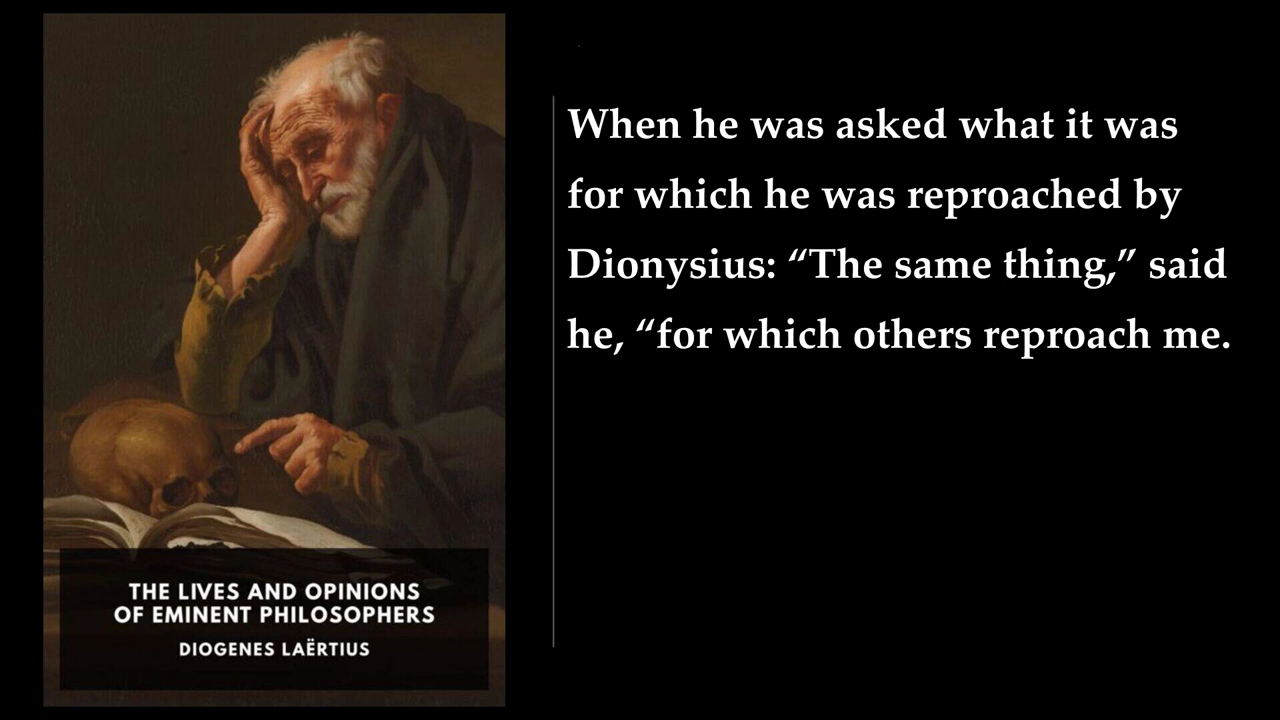 When he was asked what it was
for which he was reproached by
Dionysius: “The same thing,” said
he, “for which others reproach me.
THE LIVES AND OPINIONS
OF EMINENT PHILOSOPHERS
DIOGENES LAËRTIUS